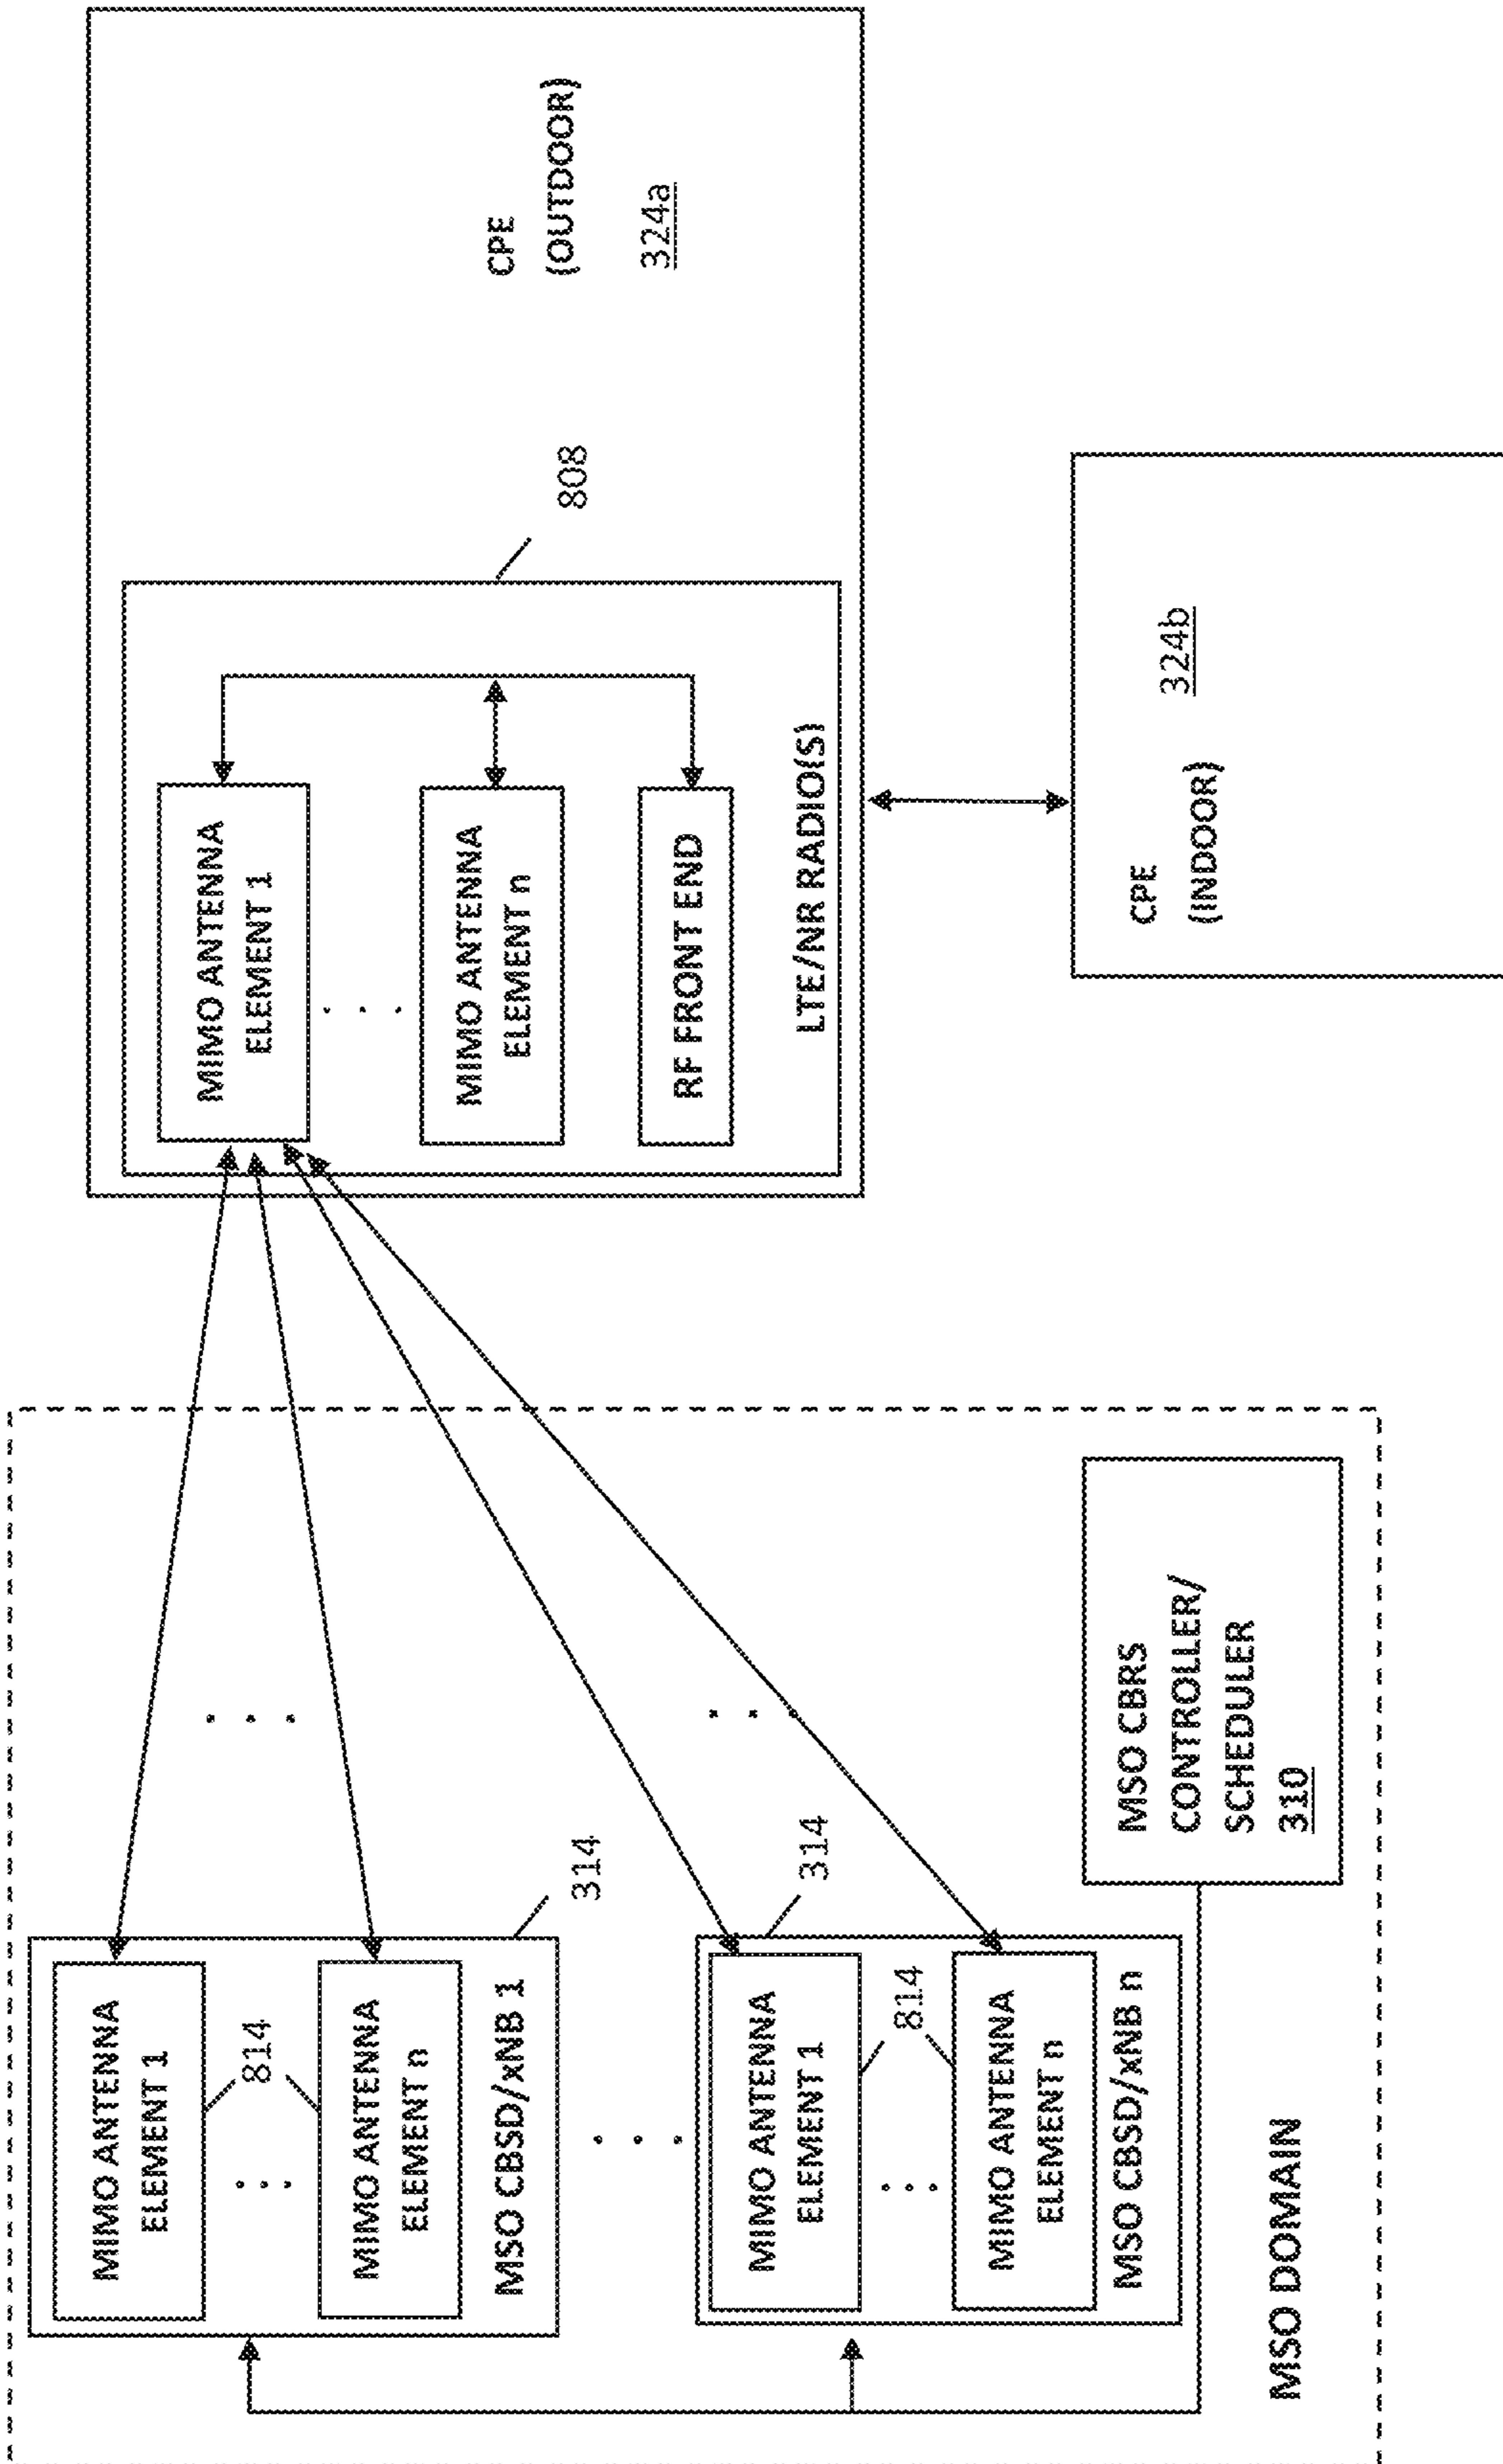 MIMO ANTENNA
ELEMENT 1
814
. . .
MIMO ANTENNA
ELEMENT n
MSO CBSD/xNB 1
314
. . .
. . .
MIMO ANTENNA
ELEMENT 1
314
814
. . .
. . .
MIMO ANTENNA
ELEMENT n
MSO CBSD/xNB n
MSO CBRS
CONTROLLER/
SCHEDULER
310
MSO DOMAIN
MIMO ANTENNA
ELEMENT 1
. . .
MIMO ANTENNA
ELEMENT n
RF FRONT END
LTE/NR RADIO(S)
808
CPE
(OUTDOOR)
324a
CPE
(INDOOR)
324b